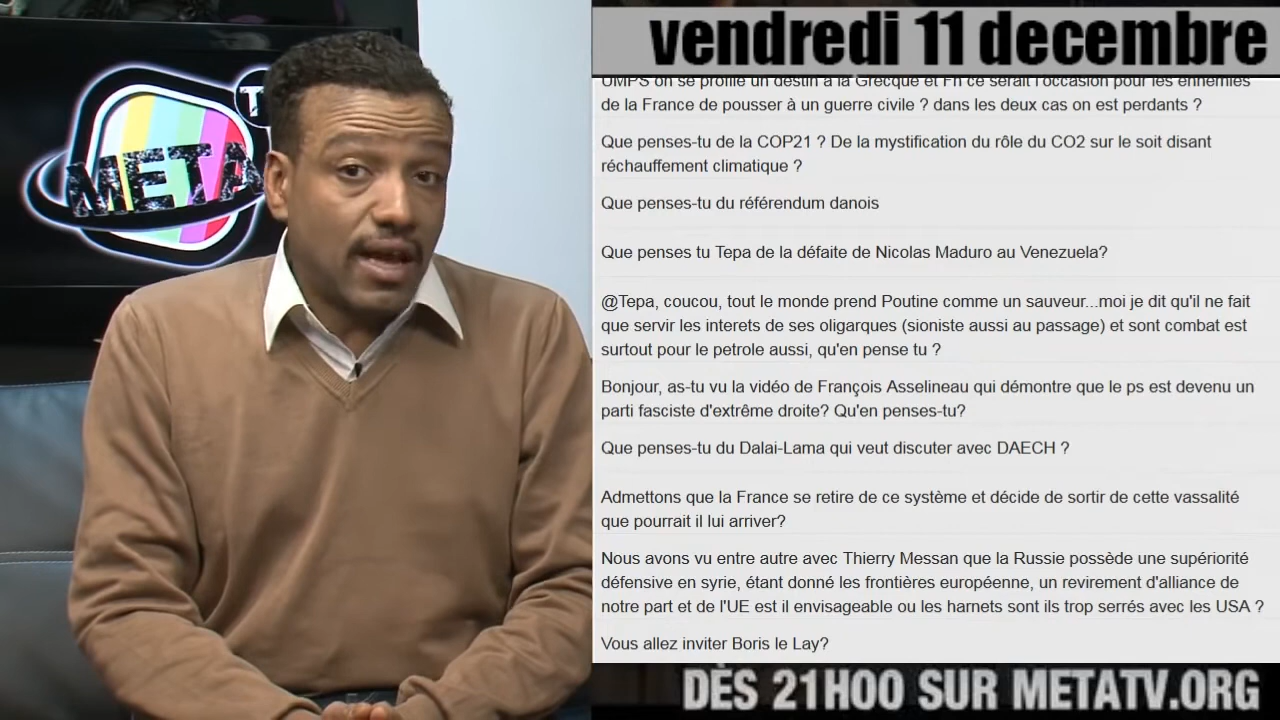 META
vendredi 11 decembre
UMPS on se profile un destin à la Grecque et Fn ce serait l'occasion pour les ennemies
de la France de pousser à un guerre civile ? dans les deux cas on est perdants ?
Que penses-tu de la COP21 ? De la mystification du rôle du CO2 sur le soit disant
réchauffement climatique ?
Que penses-tu du référendum danois
Que penses tu Tepa de la défaite de Nicolas Maduro au Venezuela?
@Tepa, coucou, tout le monde prend Poutine comme un sauveur...moi je dit qu'il ne fait
que servir les interets de ses oligarques (sioniste aussi au passage) et sont combat est
surtout pour le petrole aussi, qu'en pense tu ?
Bonjour, as-tu vu la vidéo de François Asselineau qui démontre que le ps est devenu un
parti fasciste d'extrême droite? Qu'en penses-tu?
Que penses-tu du Dalai-Lama qui veut discuter avec DAECH ?
Admettons que la France se retire de ce système et décide de sortir de cette vassalité
que pourrait il lui arriver?
Nous avons vu entre autre avec Thierry Messan que la Russie possède une supériorité
défensive en syrie, étant donné les frontières européenne, un revirement d'alliance de
notre part et de l'UE est il envisageable ou les harnets sont ils trop serrés avec les USA ?
Vous allez inviter Boris le Lay?
DÈS 21H00 SUR METATV.ORG